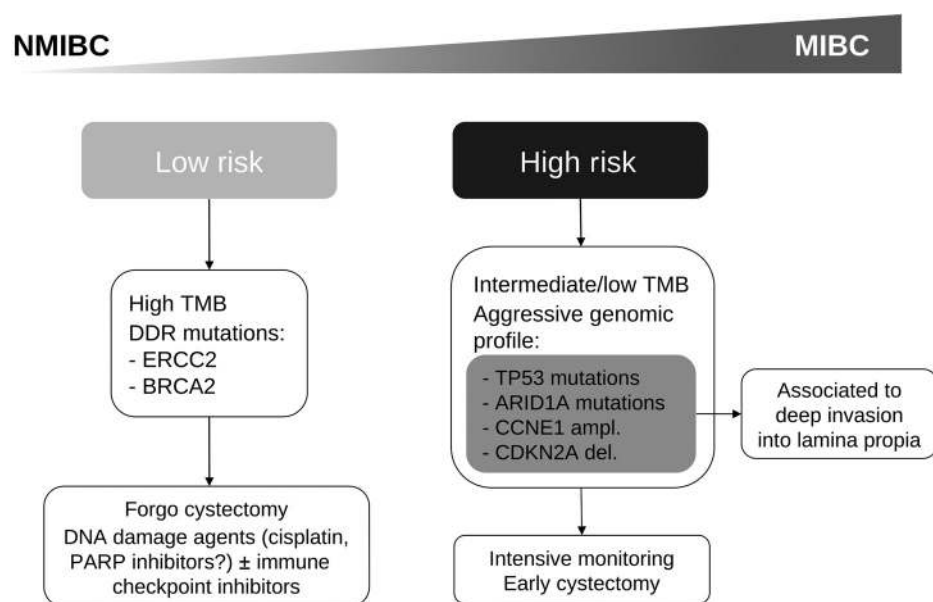 NMIBC
MIBC
Low risk
High risk
High TMB
DDR mutations:
- ERCC2
- BRCA2
Intermediate/low TMB
Aggressive genomic
profile:
- TP53 mutations
- ARID1A mutations
- CCNE1 ampl.
- CDKN2A del.
Associated to
deep invasion
into lamina propia
Forgo cystectomy
DNA damage agents (cisplatin,
PARP inhibitors?) ± immune
checkpoint inhibitors
Intensive monitoring
Early cystectomy